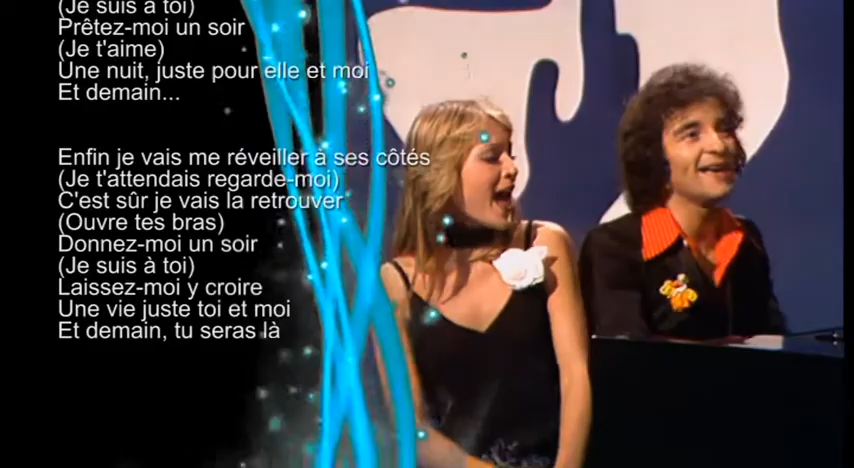 (Je suis à toi)
Prêtez-moi un soir
(Je t'aime)
Une nuit, juste pour elle et moi
Et demain...
Enfin je vais me réveiller à ses côtés
(Je t'attendais regarde-moi)
C'est sûr je vais la retrouver
(Ouvre tes bras)
Donnez-moi un soir
(Je suis à toi)
Laissez-moi y croire
Une vie juste toi et moi
Et demain, tu seras là